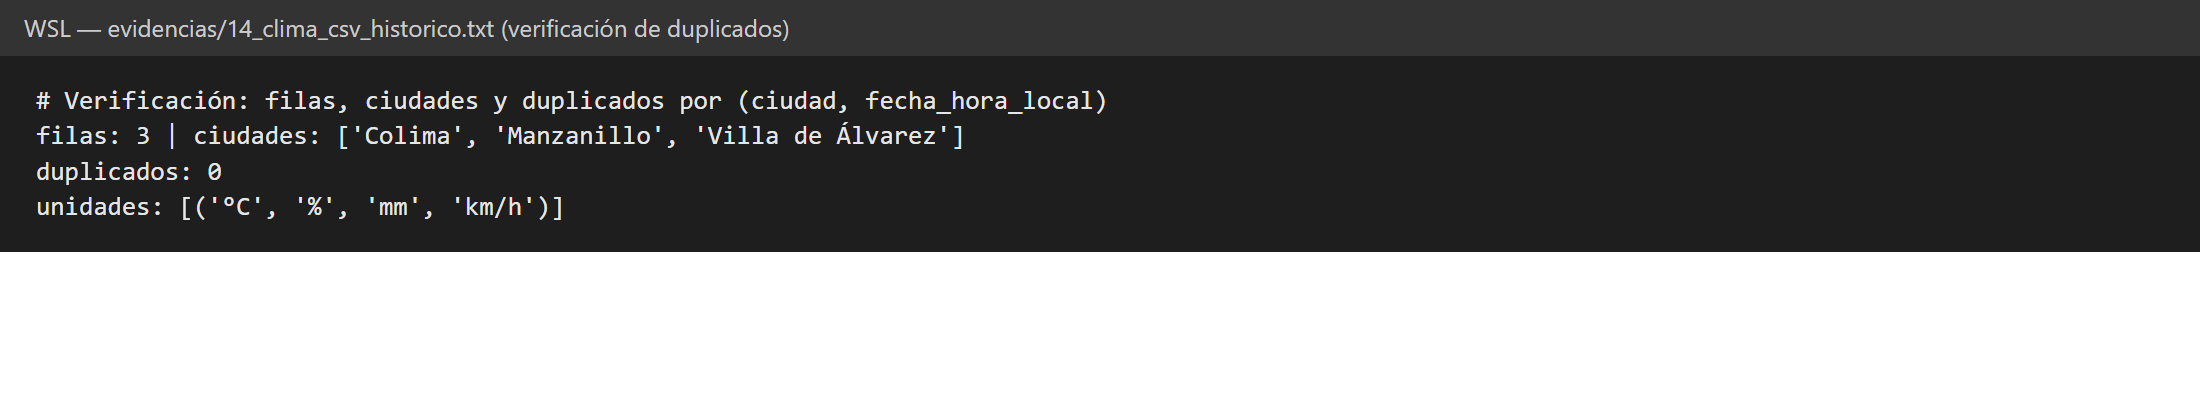 WSL — evidencias/14_clima_csv_historico.txt (verificación de duplicados)
# Verificación: filas, ciudades y duplicados por (ciudad, fecha_hora_local)
filas: 3 | ciudades: ['Colima', 'Manzanillo', 'Villa de Álvarez']
duplicados: 0
unidades: [('°C', '%', 'mm', 'km/h')]